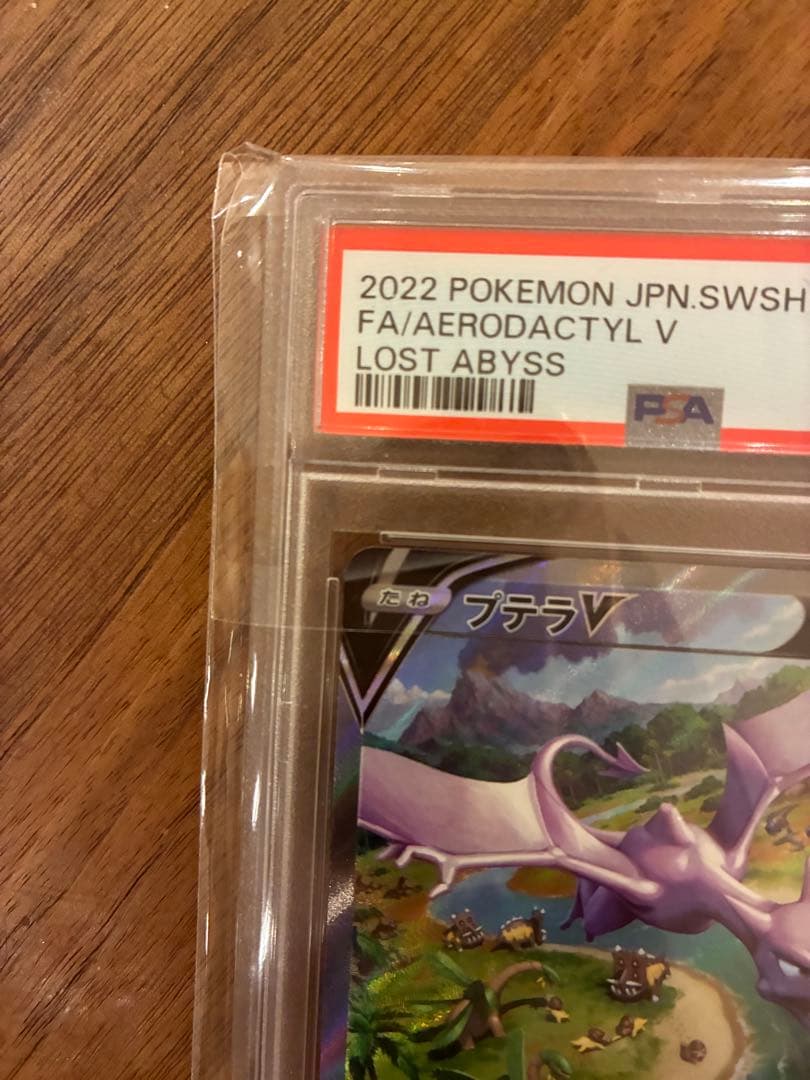 2022 POKEMON JPN.SWSH
FA/AERODACTYL V
LOST ABYSS
PSA
たね プテラV